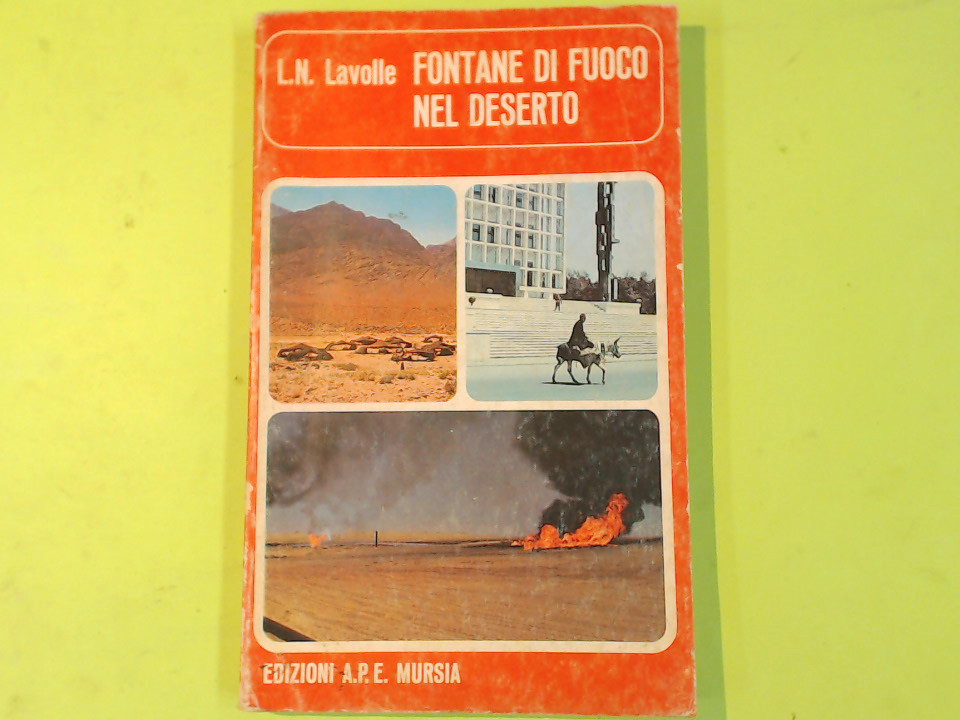 L.N. Lavolle FONTANE DI FUOCO
NEL DESERTO
EDIZIONI A.P.E. MURSIA